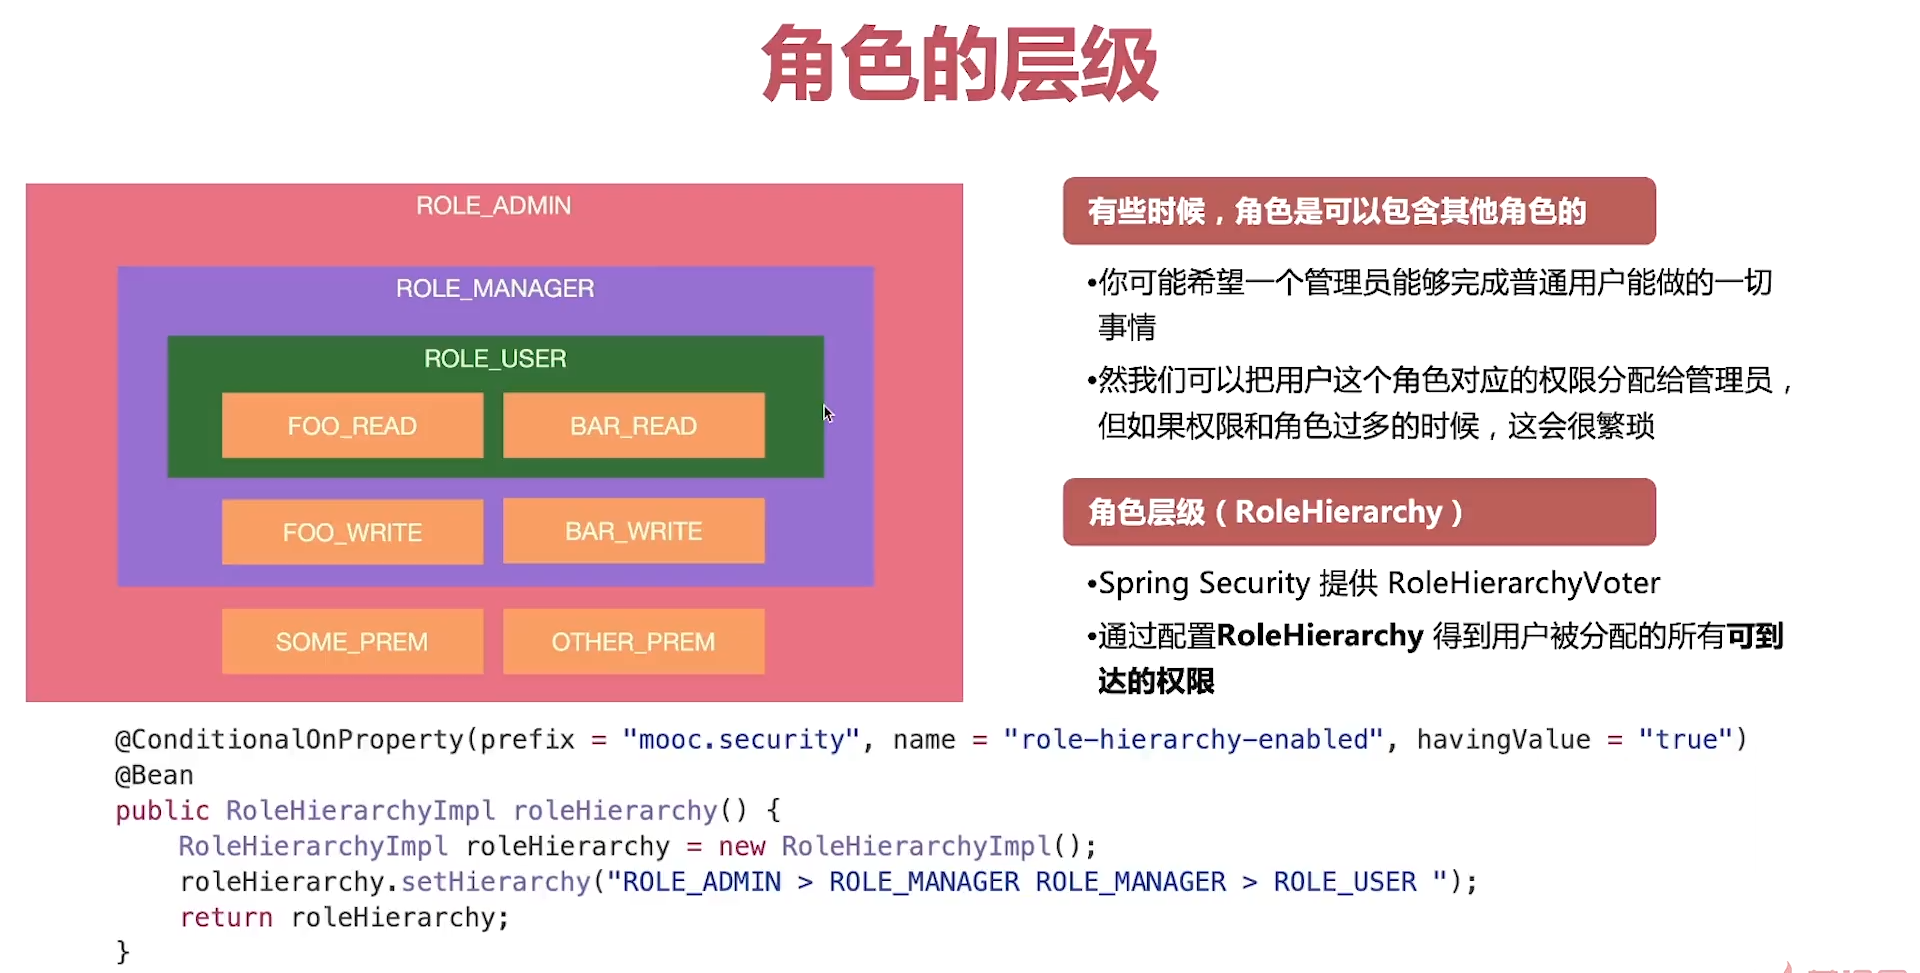 角色的层级
ROLE_ADMIN
ROLE_MANAGER
ROLE_USER
FOO_READ
BAR_READ
FOO_WRITE
BAR_WRITE
SOME_PREM
OTHER_PREM
有些时候，角色是可以包含其他角色的
•你可能希望一个管理员能够完成普通用户能做的一切
事情
•然我们可以把用户这个角色对应的权限分配给管理员，
但如果权限和角色过多的时候，这会很繁琐
角色层级（RoleHierarchy）
•Spring Security 提供 RoleHierarchyVoter
•通过配置RoleHierarchy 得到用户被分配的所有可到
达的权限
@ConditionalOnProperty(prefix = "mooc.security", name = "role-hierarchy-enabled", havingValue = "true")
@Bean
public RoleHierarchyImpl roleHierarchy() {
    RoleHierarchyImpl roleHierarchy = new RoleHierarchyImpl();
    roleHierarchy.setHierarchy("ROLE_ADMIN > ROLE_MANAGER ROLE_MANAGER > ROLE_USER ");
    return roleHierarchy;
}